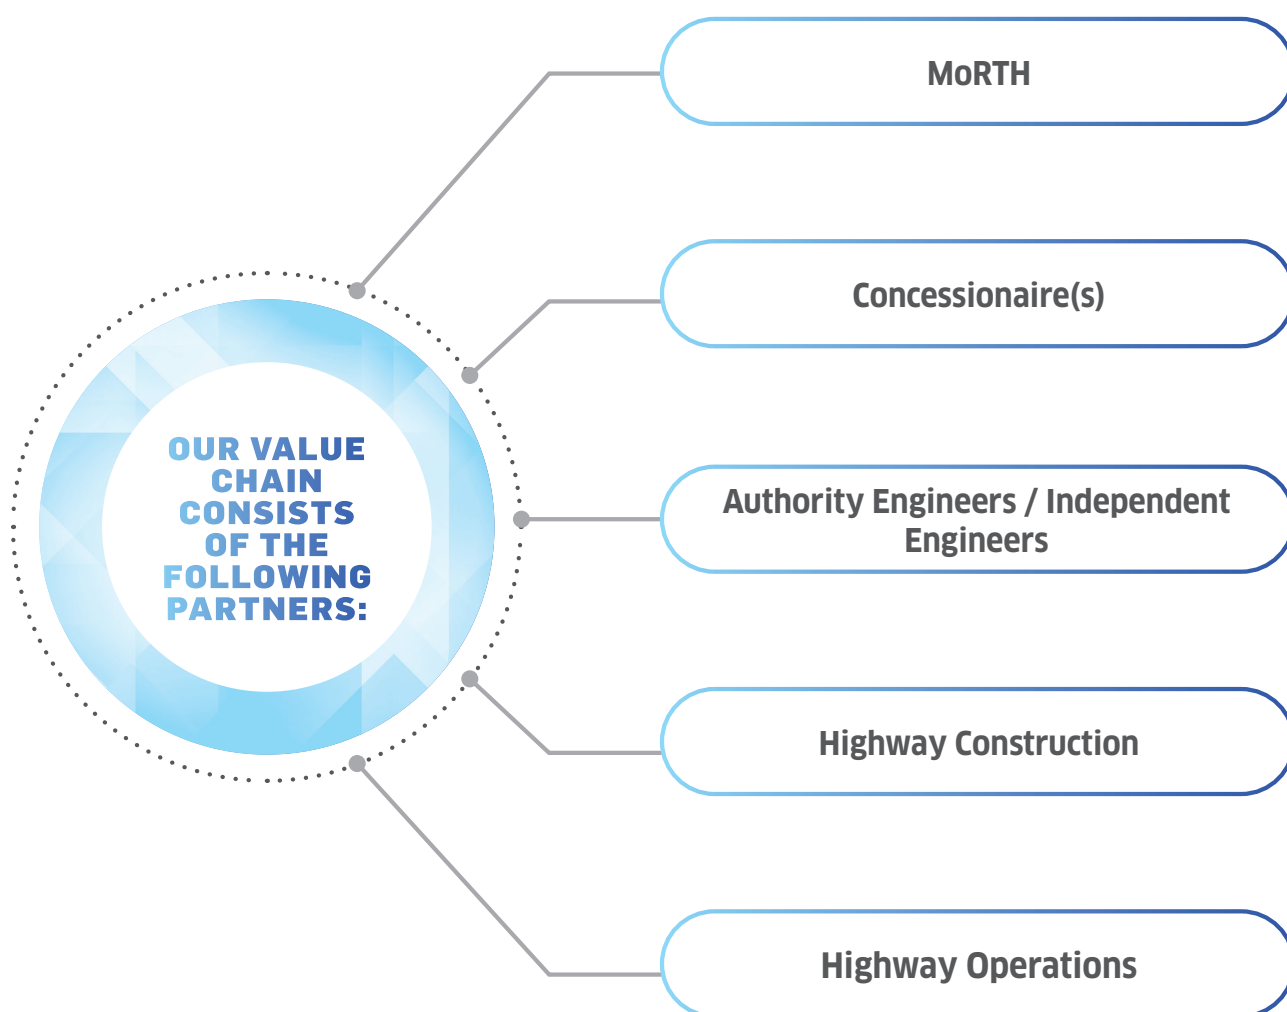 MoRTH
Concessionaire(s)
OUR VALUE
CHAIN
CONSISTS
OF THE
FOLLOWING
PARTNERS:
Authority Engineers / Independent
Engineers
Highway Construction
Highway Operations